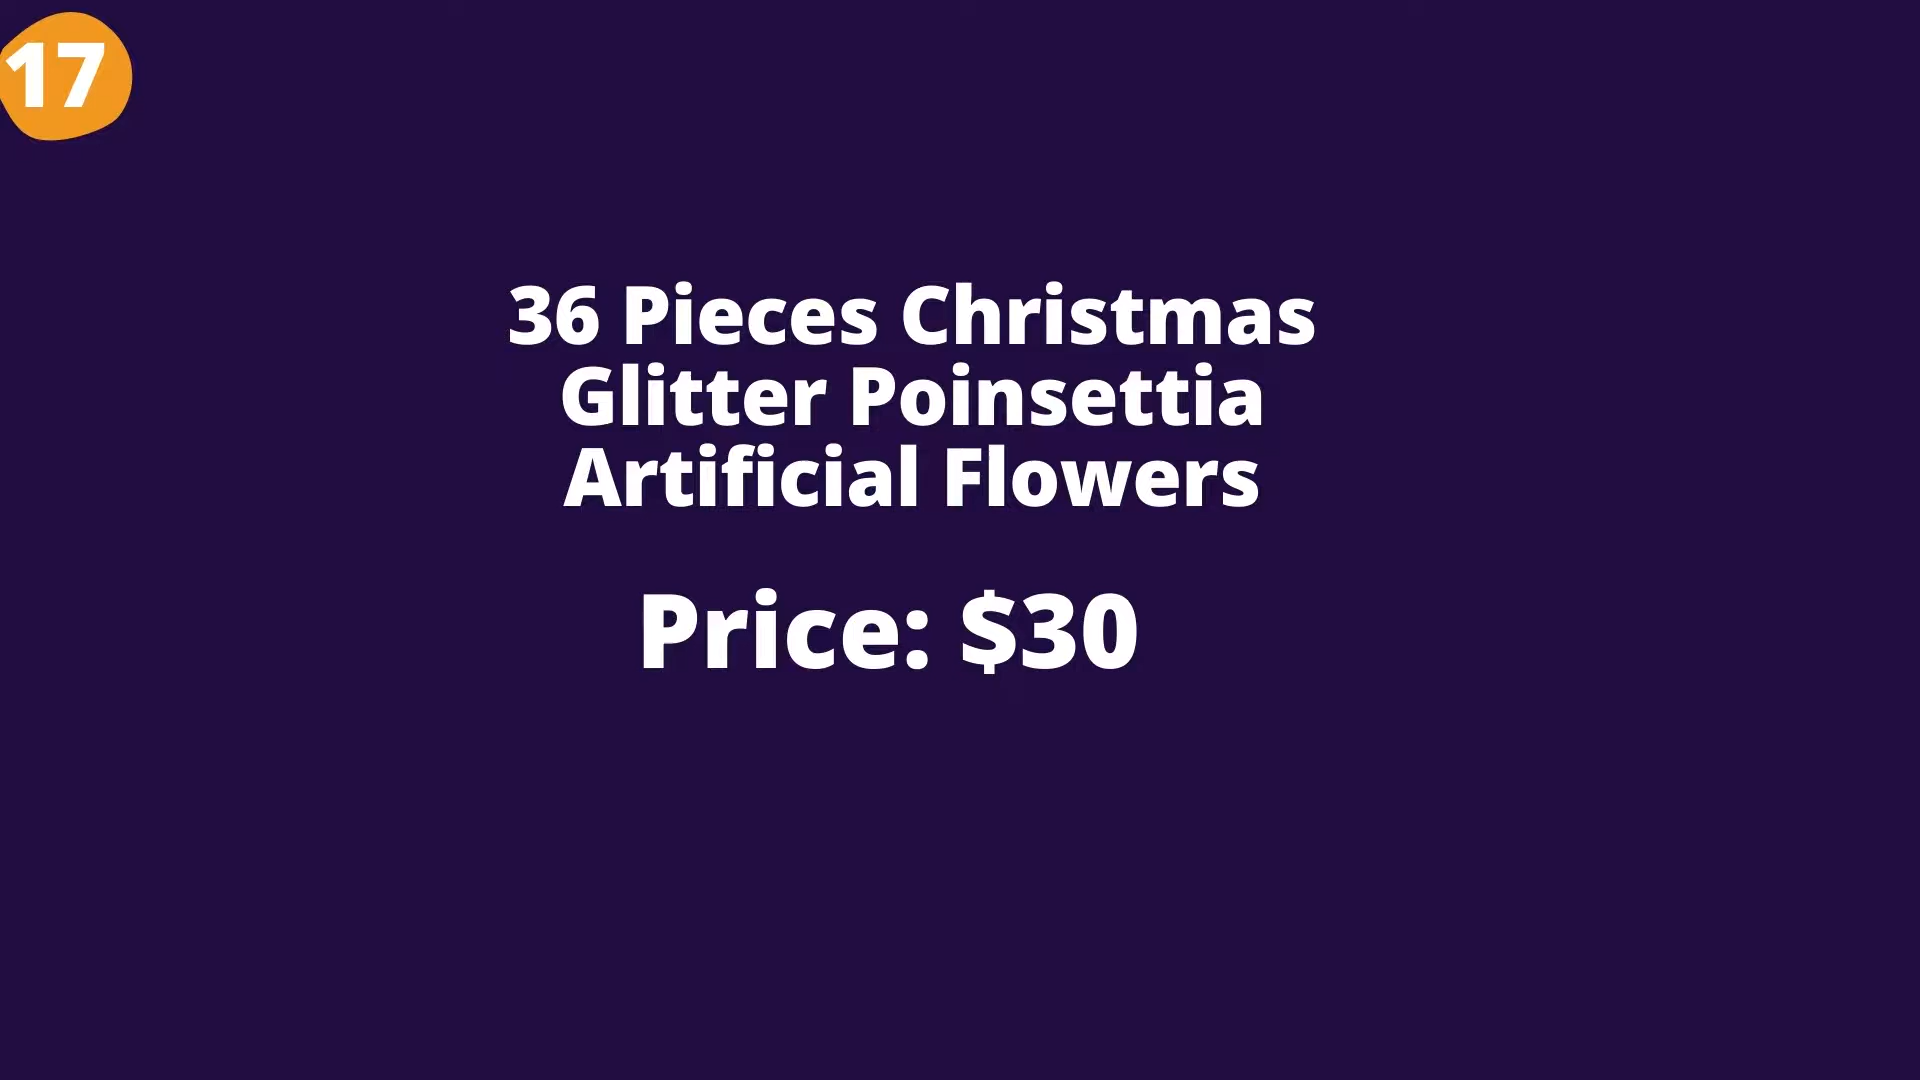 17
36 Pieces Christmas
Glitter Poinsettia
Artificial Flowers
Price: $30